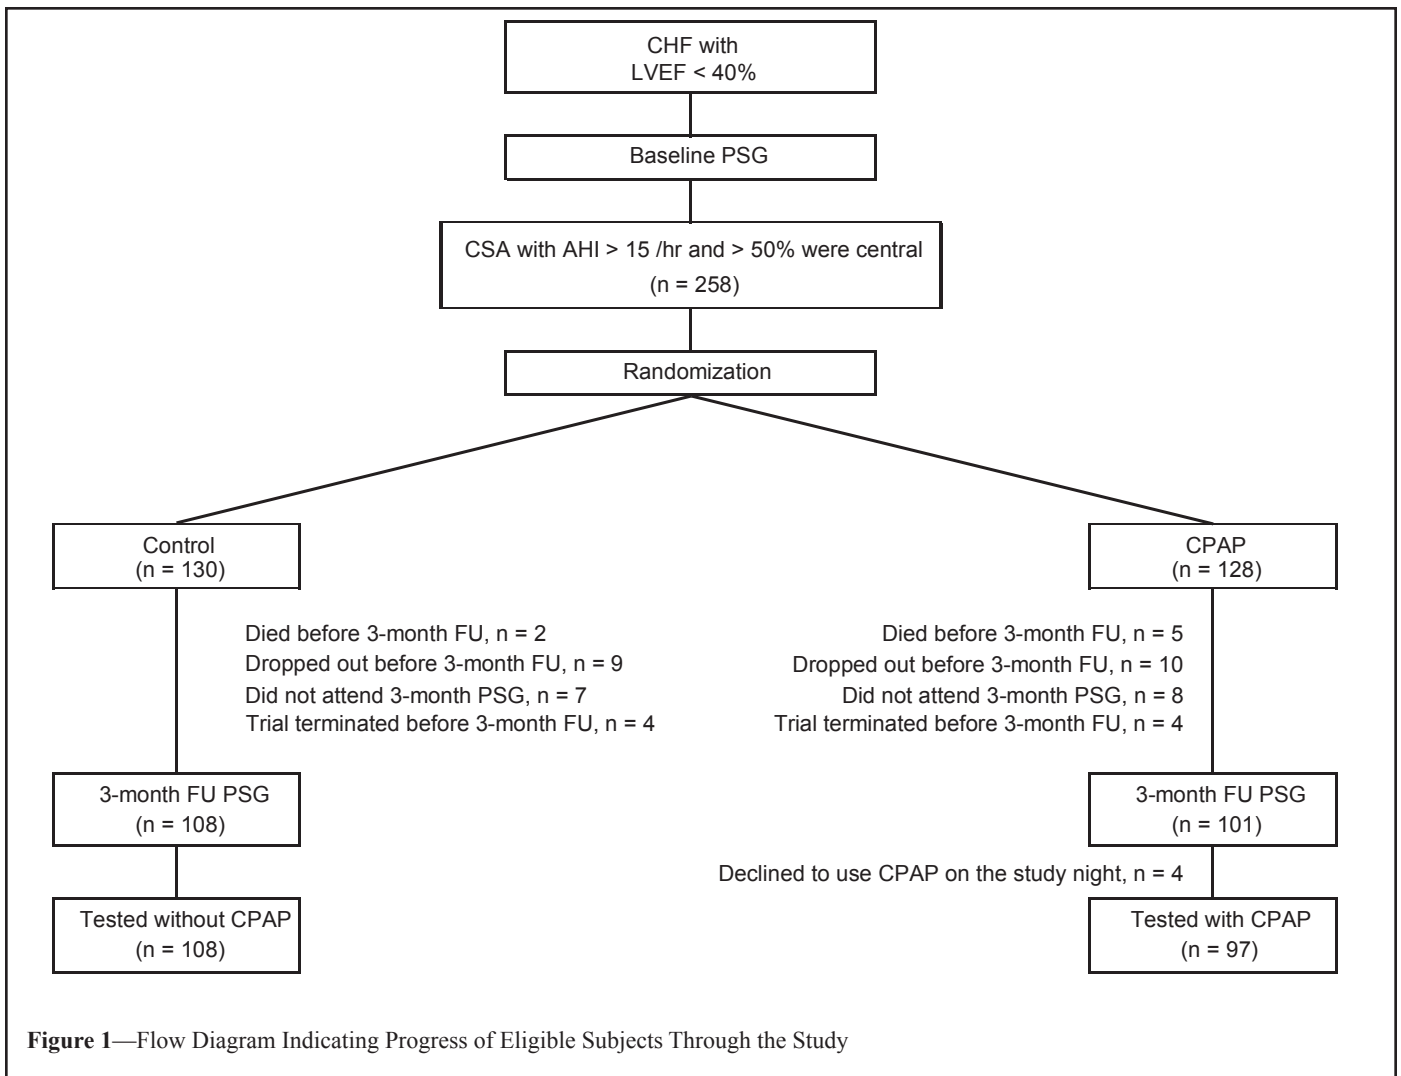 CHF with
LVEF < 40%
Baseline PSG
CSA with AHI > 15 /hr and > 50% were central
(n = 258)
Randomization
Control
(n = 130)
CPAP
(n = 128)
Died before 3-month FU, n = 2
Dropped out before 3-month FU, n = 9
Did not attend 3-month PSG, n = 7
Trial terminated before 3-month FU, n = 4
Died before 3-month FU, n = 5
Dropped out before 3-month FU, n = 10
Did not attend 3-month PSG, n = 8
Trial terminated before 3-month FU, n = 4
3-month FU PSG
(n = 108)
3-month FU PSG
(n = 101)
Declined to use CPAP on the study night, n = 4
Tested without CPAP
(n = 108)
Tested with CPAP
(n = 97)
Figure 1—Flow Diagram Indicating Progress of Eligible Subjects Through the Study